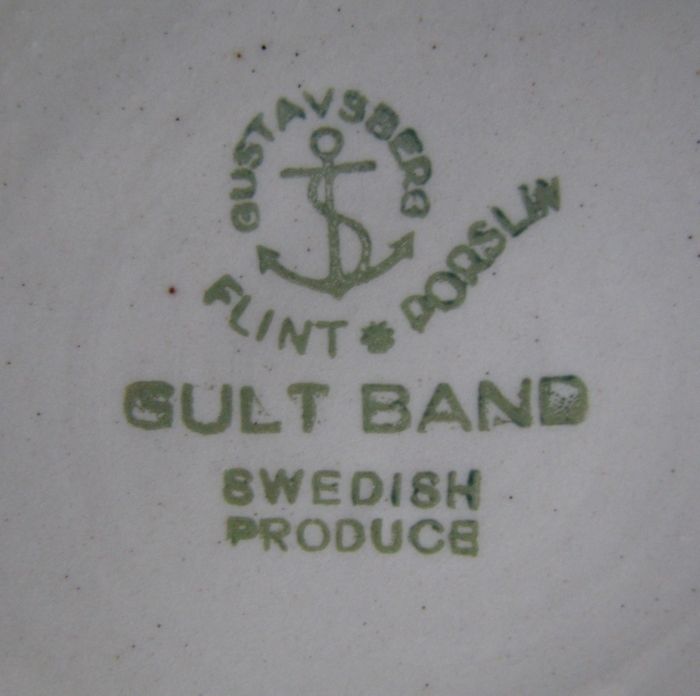 GUSTAVSBERG
FLINT * PORSLIN
GULT BAND
SWEDISH
PRODUCE